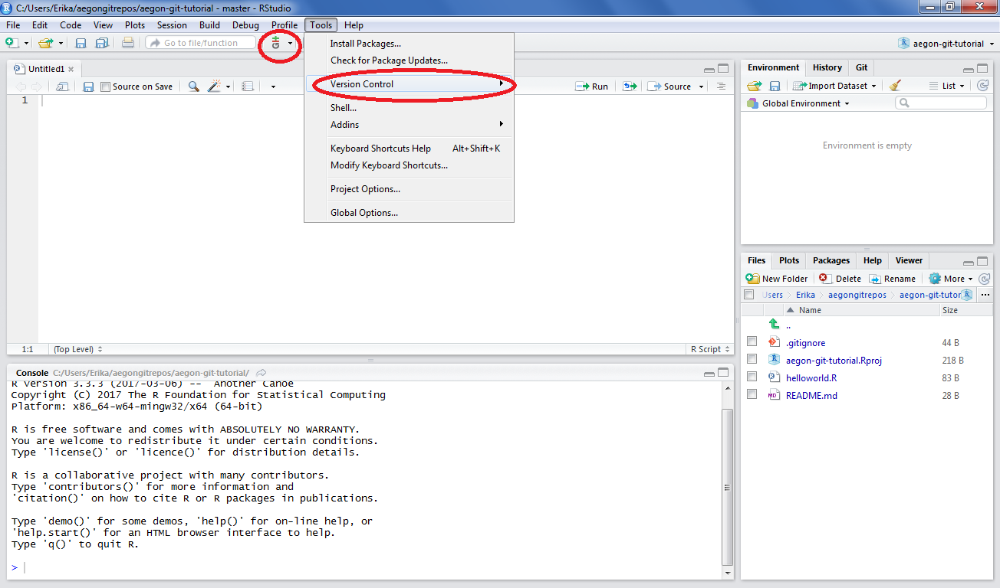 C:/Users/Erika/aegongitrepos/aegon-git-tutorial - master - RStudio
File Edit Code View Plots Session Build Debug Profile Tools Help
Go to file/function
GIT
aegon-git-tutorial
Install Packages...
Check for Package Updates...
Version Control
Shell...
Addins
Keyboard Shortcuts Help Alt+Shift+K
Modify Keyboard Shortcuts...
Project Options...
Global Options...
Untitled1
Source on Save
Run
Source
1
1:1 (Top Level) R Script
Console C:/Users/Erika/aegongitrepos/aegon-git-tutorial/
R version 3.3.3 (2017-03-06) -- "Another Canoe"
Copyright (C) 2017 The R Foundation for Statistical Computing
Platform: x86_64-w64-mingw32/x64 (64-bit)
R is free software and comes with ABSOLUTELY NO WARRANTY.
You are welcome to redistribute it under certain conditions.
Type 'license()' or 'licence()' for distribution details.
R is a collaborative project with many contributors.
Type 'contributors()' for more information and
'citation()' on how to cite R or R packages in publications.
Type 'demo()' for some demos, 'help()' for on-line help, or
'help.start()' for an HTML browser interface to help.
Type 'q()' to quit R.
>
Environment History Git
Import Dataset List
Global Environment
Environment is empty
Files Plots Packages Help Viewer
New Folder Delete Rename More
Users Erika aegongitrepos aegon-git-tutor ...
Name Size
..
.gitignore 44 B
aegon-git-tutorial.Rproj 218 B
helloworld.R 83 B
MD README.md 28 B